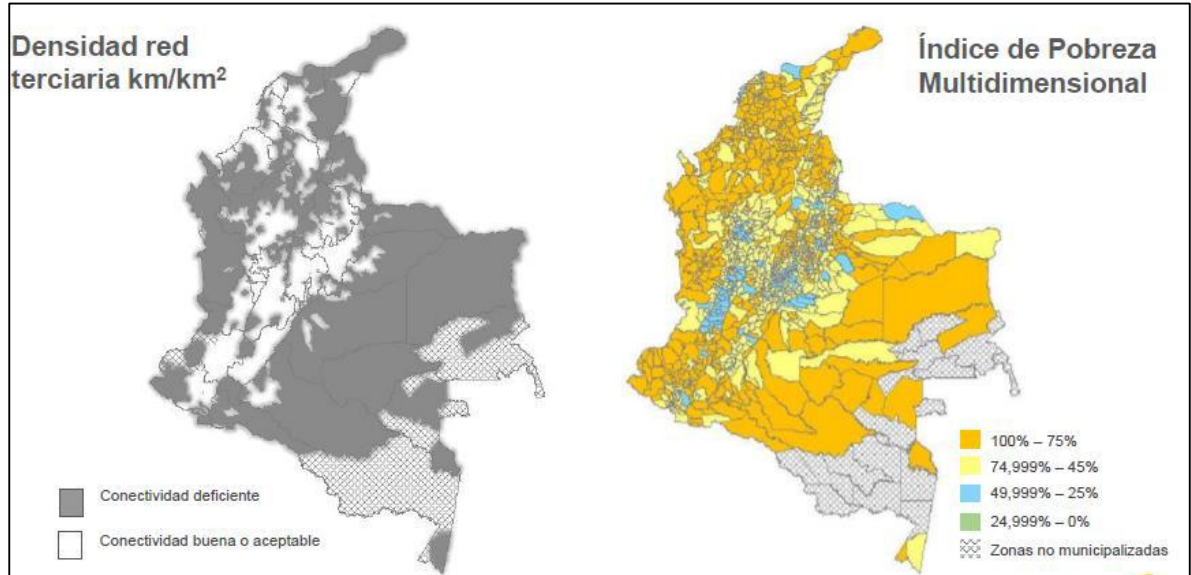 Densidad red
terciaria km/km²
Conectividad deficiente
Conectividad buena o aceptable
Índice de Pobreza
Multidimensional
100% – 75%
74,999% – 45%
49,999% – 25%
24,999% – 0%
Zonas no municipalizadas